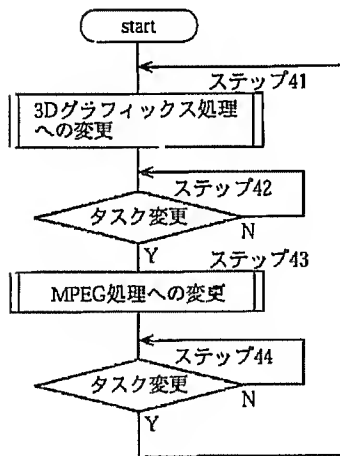 start
ステップ41
3Dグラフィックス処理
への変更
ステップ42
タスク変更
N
Y
ステップ43
MPEG処理への変更
ステップ44
タスク変更
N
Y